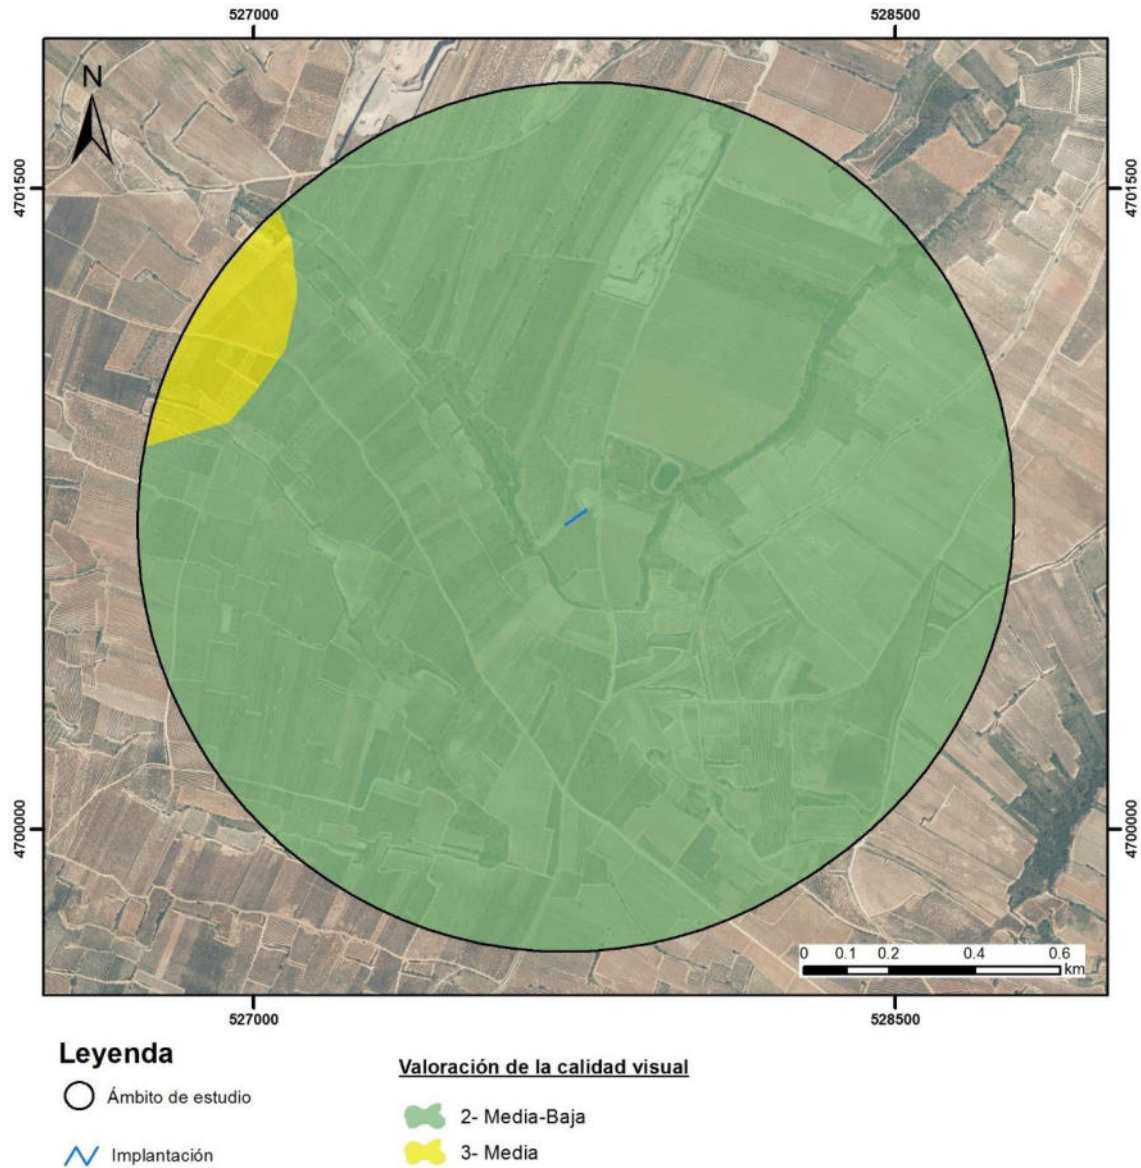 527000 528500
N
4701500 4701500
4700000 4700000
0 0.1 0.2 0.4 0.6
km
527000 528500
Leyenda
Valoración de la calidad visual
Ámbito de estudio
2- Media-Baja
Implantación
3- Media